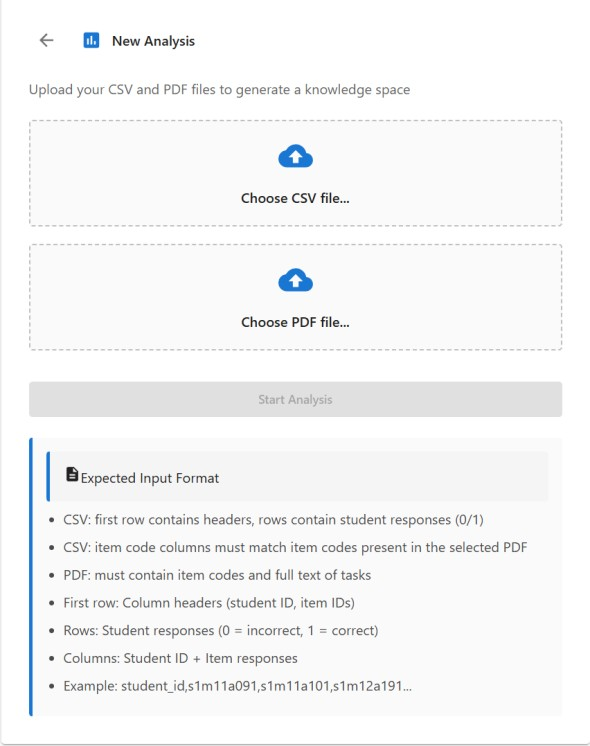 New Analysis
Upload your CSV and PDF files to generate a knowledge space
Choose CSV file...
Choose PDF file...
Start Analysis
Expected Input Format
CSV: first row contains headers, rows contain student responses (0/1)
CSV: item code columns must match item codes present in the selected PDF
PDF: must contain item codes and full text of tasks
First row: Column headers (student ID, item IDs)
Rows: Student responses (0 = incorrect, 1 = correct)
Columns: Student ID + Item responses
Example: student_id,s1m11a091,s1m11a101,s1m12a191...